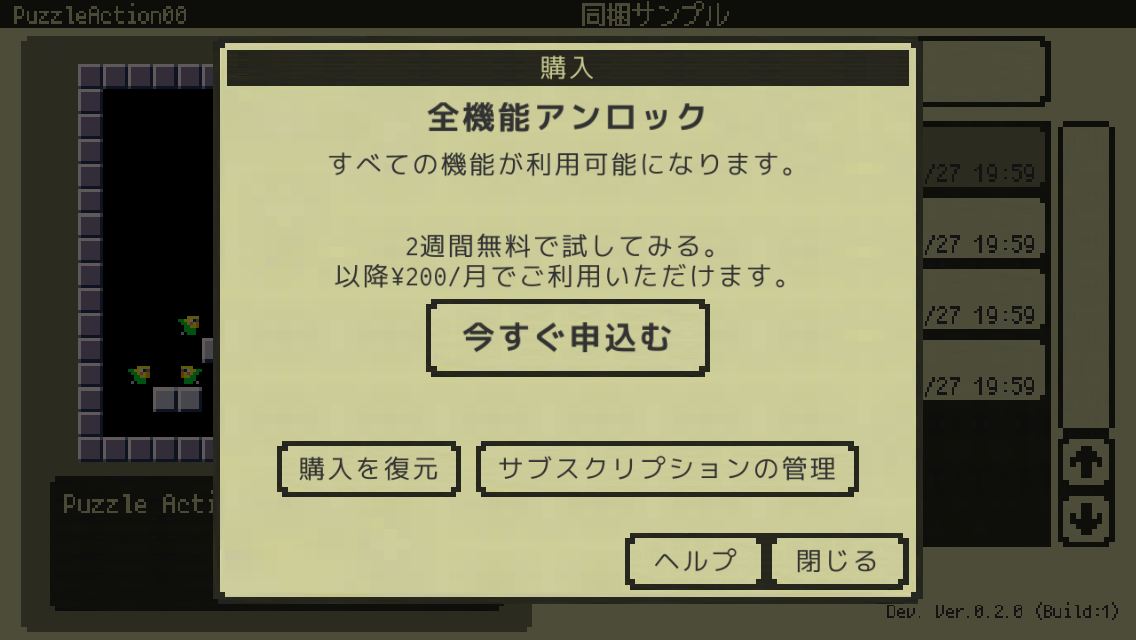 PuzzleAction00
同梱サンプル
購入
全機能アンロック
すべての機能が利用可能になります。
2週間無料で試してみる。
以降¥200/月でご利用いただけます。
今すぐ申込む
購入を復元
サブスクリプションの管理
ヘルプ
閉じる
/27 19:59
/27 19:59
/27 19:59
/27 19:59
Puzzle Acti
Dev. Ver.0.2.0 (Build:1)